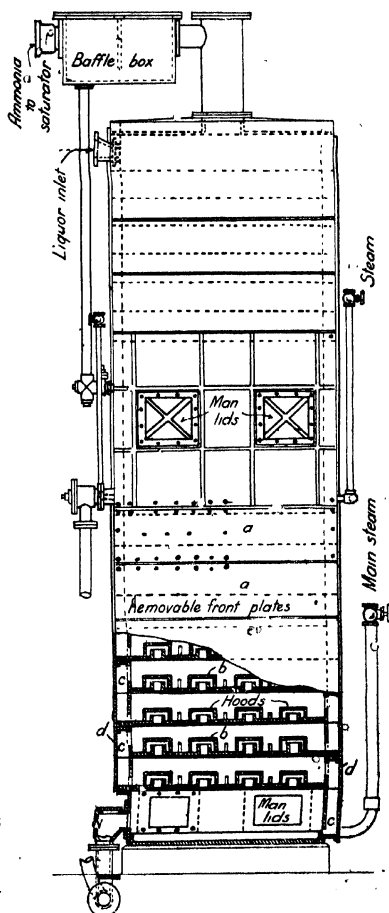 Baffle box
Ammonia
to
saturator
Liquor inlet
Steam
Man
lids
a
a
Main steam
Removable front plates
b
c
Hoods
d
c
b
d
Man
lids
c